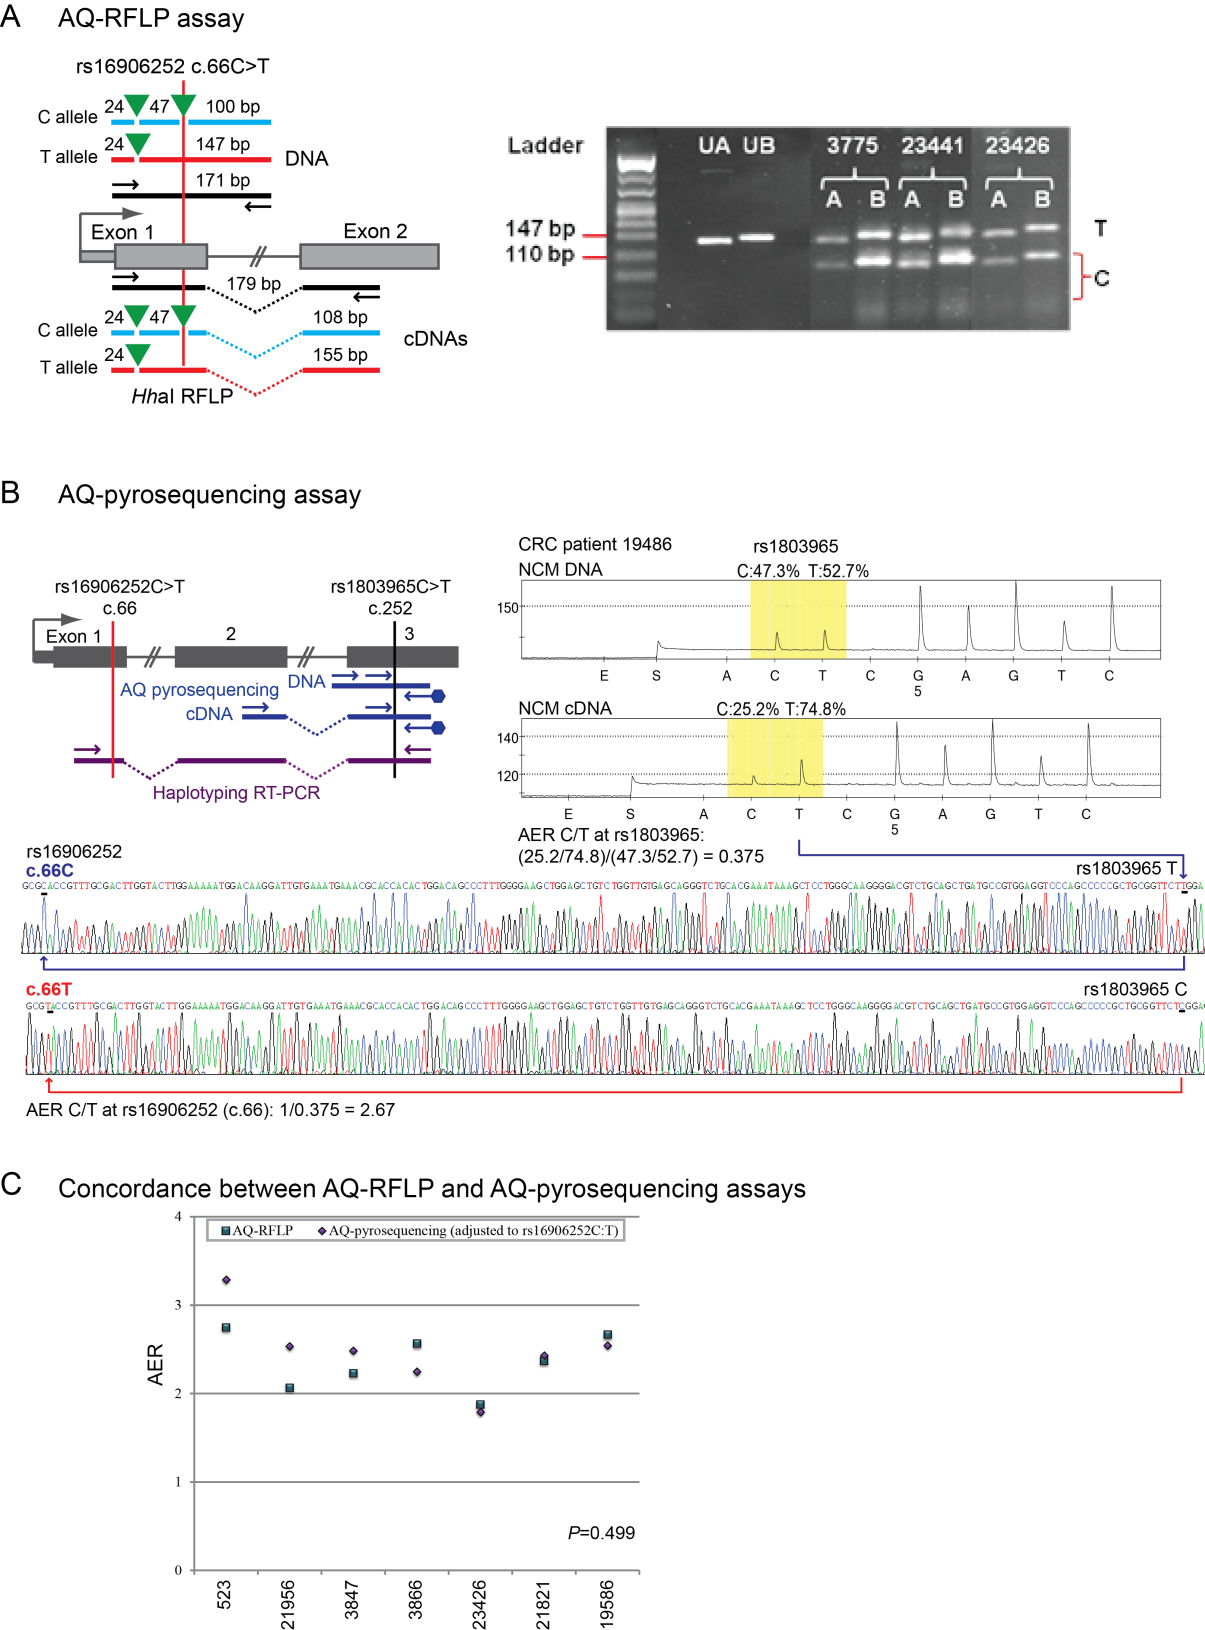 A AQ-RFLP assay
rs16906252 c.66C>T
C allele 24 47 100 bp
T allele 24 147 bp DNA
171 bp
Exon 1 Exon 2
179 bp
C allele 24 47 108 bp
cDNAs
T allele 24 155 bp
HhaI RFLP
Ladder UA UB 3775 23441 23426
A B A B A B
147 bp T
110 bp C
B AQ-pyrosequencing assay
rs16906252C>T rs1803965C>T
c.66 c.252
Exon 1 2 3
AQ pyrosequencing DNA
cDNA
Haplotyping RT-PCR
CRC patient 19486 rs1803965
NCM DNA C:47.3% T:52.7%
150
E S A C T C G A G T C
5
NCM cDNA C:25.2% T:74.8%
140
120
E S A C T C G A G T C
5
AER C/T at rs1803965:
(25.2/74.8)/(47.3/52.7) = 0.375
rs16906252
c.66C rs1803965 T
GCGCACCGTTTGCGACTTGGTACTTGGAAAAATGGACAAGGATTGTGAAATGAAACGCACCACACTGGACAGCCCTTTGGGGAAGCTGGAGCTGTCTGGTTGTGAGCAGGGTCTGCACGAAATAAAGCTCCTGGGCAAGGGGACGTCTGCAGCTGATGCCGTGGAGGTCCCAGCCCCCGCTGCGGTTCTTGGA
c.66T rs1803965 C
GCGTACCGTTTGCGACTTGGTACTTGGAAAAATGGACAAGGATTGTGAAATGAAACGCACCACACTGGACAGCCCTTTGGGGAAGCTGGAGCTGTCTGGTTGTGAGCAGGGTCTGCACGAAATAAAGCTCCTGGGCAAGGGGACGTCTGCAGCTGATGCCGTGGAGGTCCCAGCCCCCGCTGCGGTTCTCGGA
AER C/T at rs16906252 (c.66): 1/0.375 = 2.67
C Concordance between AQ-RFLP and AQ-pyrosequencing assays
AQ-RFLP AQ-pyrosequencing (adjusted to rs16906252C:T)
4
3
2
1
0
AER
P=0.499
523 21956 3847 3866 23426 21821 19586